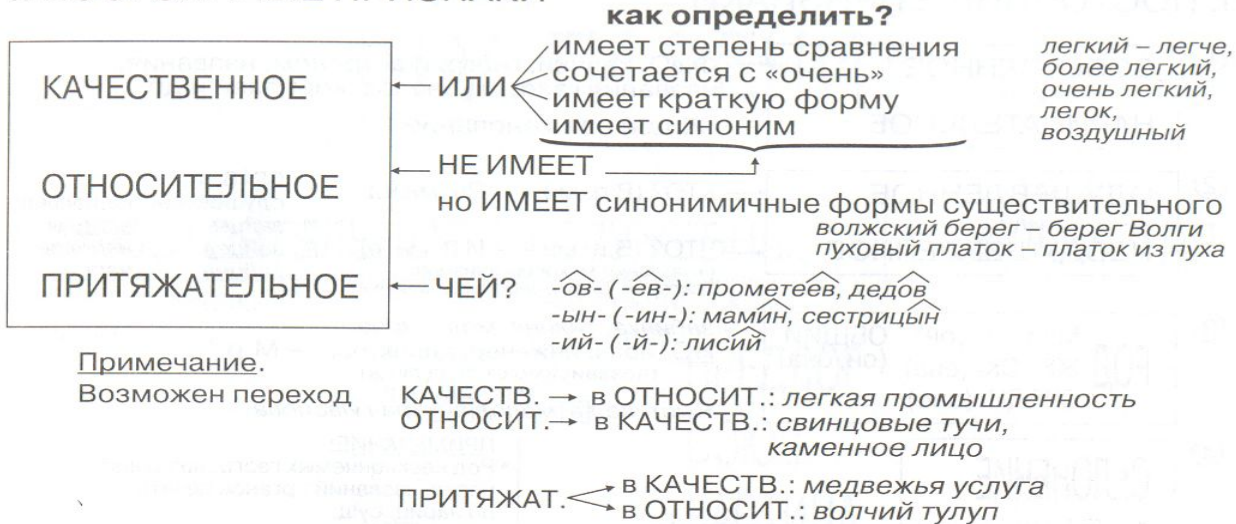 как определить?
КАЧЕСТВЕННОЕ ИЛИ имеет степень сравнения легкий – легче,
сочетается с «очень» более легкий,
имеет краткую форму очень легкий,
имеет синоним легок,
воздушный
НЕ ИМЕЕТ
ОТНОСИТЕЛЬНОЕ но ИМЕЕТ синонимичные формы существительного
волжский берег – берег Волги
пуховый платок – платок из пуха
ПРИТЯЖАТЕЛЬНОЕ ЧЕЙ? -ов- (-ев-): прометеев, дедов
-ын- (-ин-): мамин, сестрицын
-ий- (-й-): лисий
Примечание.
Возможен переход КАЧЕСТВ. → в ОТНОСИТ.: легкая промышленность
ОТНОСИТ. → в КАЧЕСТВ.: свинцовые тучи,
каменное лицо
ПРИТЯЖАТ. в КАЧЕСТВ.: медвежья услуга
в ОТНОСИТ.: волчий тулуп